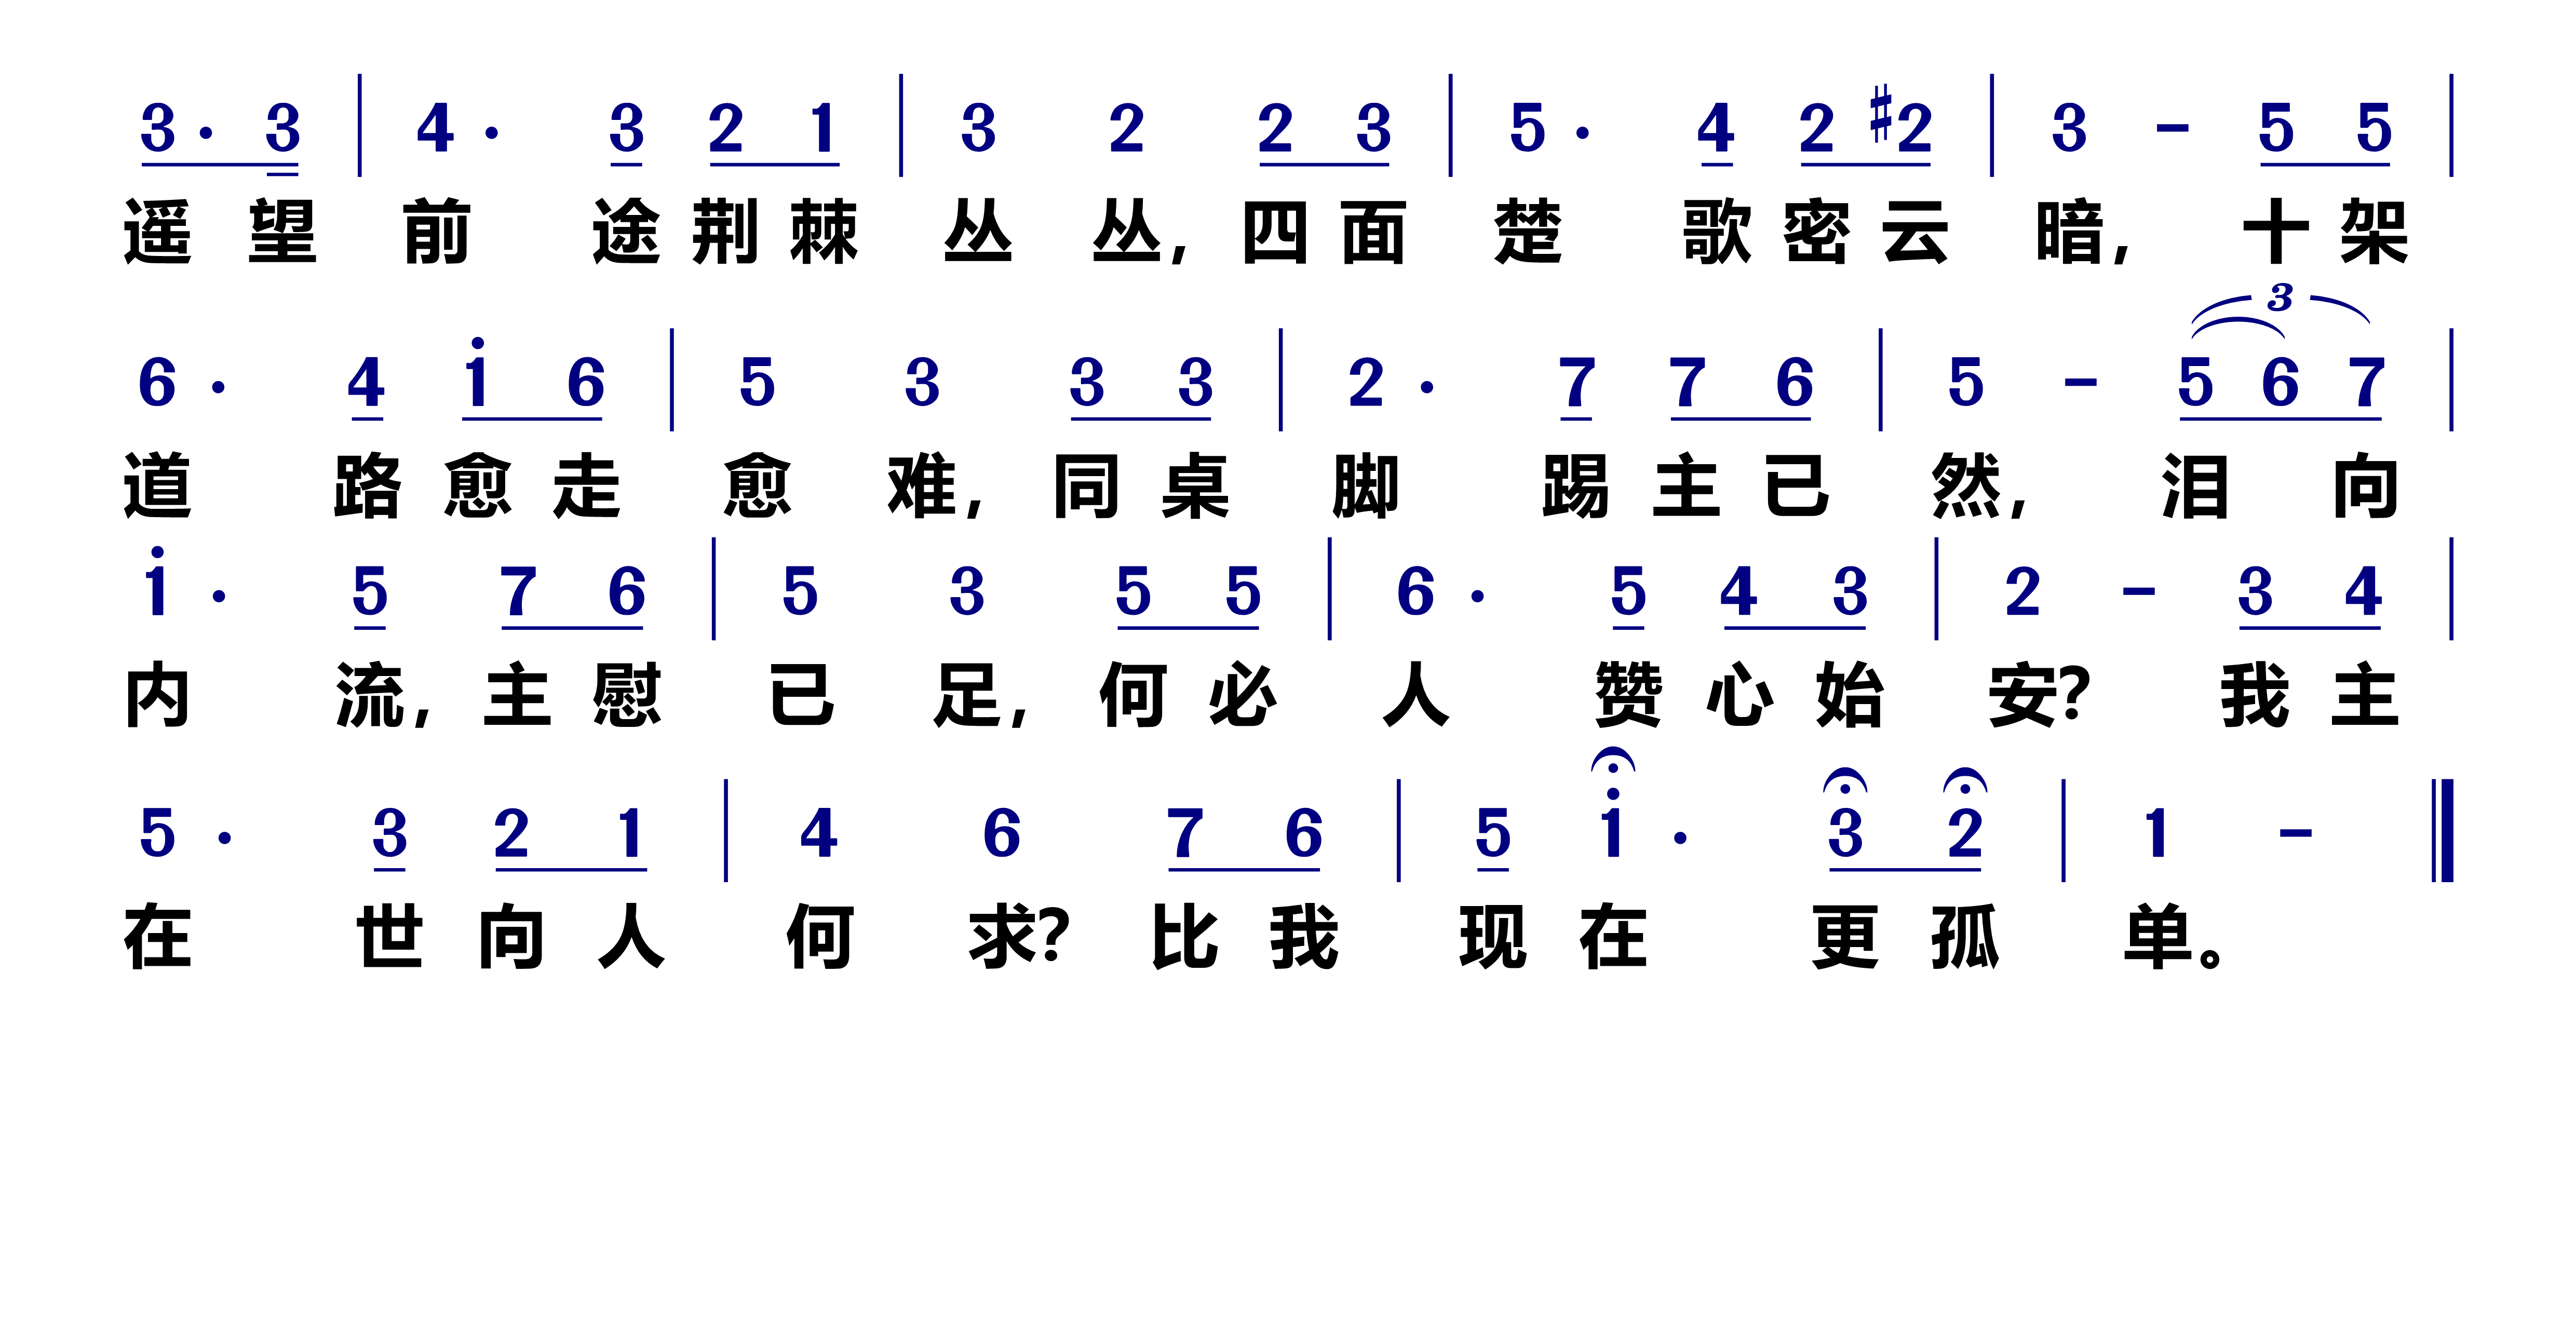 3· 3 | 4· 3 2 1 | 3 2 2 3 | 5· 4 2 #2 | 3 - 5 5 |
遥望前途荆棘丛丛,四面楚歌密云暗,十架
3
6· 4 i 6 | 5 3 3 3 | 2· 7 7 6 | 5 - 5 6 7 |
道路愈走愈难,同桌脚踢主已然,泪向
i· 5 7 6 | 5 3 5 5 | 6· 5 4 3 | 2 - 3 4 |
内流,主慰已足,何必人赞心始安?我主
5· 3 2 1 | 4 6 7 6 | 5 i· 3 2 | 1 - ‖
在世向人何求?比我现在更孤单。